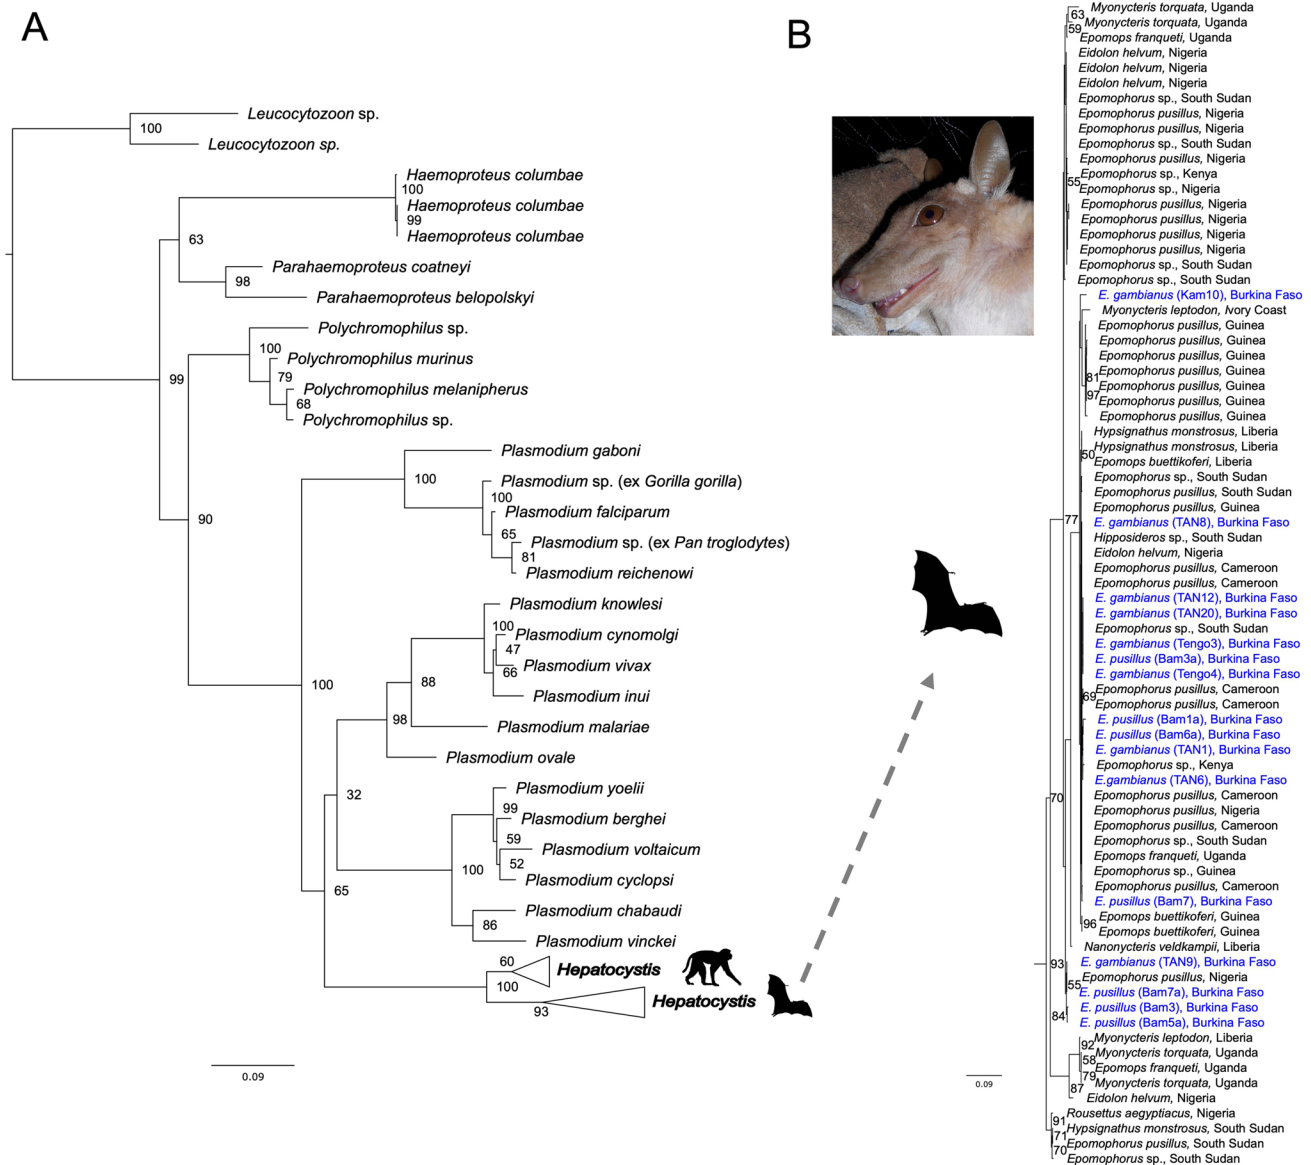 A
Leucocytozoon sp.
100
Leucocytozoon sp.
Haemoproteus columbae
100
Haemoproteus columbae
99
Haemoproteus columbae
63
Parahaemoproteus coatneyi
98
Parahaemoproteus belopolskyi
Polychromophilus sp.
100
Polychromophilus murinus
79
99
Polychromophilus melanipherus
68
Polychromophilus sp.
Plasmodium gaboni
100
Plasmodium sp. (ex Gorilla gorilla)
100
Plasmodium falciparum
90
65
Plasmodium sp. (ex Pan troglodytes)
81
Plasmodium reichenowi
Plasmodium knowlesi
100
Plasmodium cynomolgi
47
Plasmodium vivax
66
100
88
Plasmodium inui
98
Plasmodium malariae
Plasmodium ovale
Plasmodium yoelii
32
99
Plasmodium berghei
59
Plasmodium voltaicum
52
100
Plasmodium cyclopsi
65
Plasmodium chabaudi
86
Plasmodium vinckei
60
Hepatocystis
100
Hepatocystis
93
0.09
B
Myonycteris torquata, Uganda
63
Myonycteris torquata, Uganda
59
Epomops franqueti, Uganda
Eidolon helvum, Nigeria
Eidolon helvum, Nigeria
Eidolon helvum, Nigeria
Epomophorus sp., South Sudan
Epomophorus pusillus, Nigeria
Epomophorus pusillus, Nigeria
Epomophorus sp., South Sudan
Epomophorus pusillus, Nigeria
Epomophorus sp., Kenya
55
Epomophorus sp., Nigeria
Epomophorus pusillus, Nigeria
Epomophorus pusillus, Nigeria
Epomophorus pusillus, Nigeria
Epomophorus pusillus, Nigeria
Epomophorus sp., South Sudan
Epomophorus sp., South Sudan
E. gambianus (Kam10), Burkina Faso
Myonycteris leptodon, Ivory Coast
Epomophorus pusillus, Guinea
Epomophorus pusillus, Guinea
Epomophorus pusillus, Guinea
Epomophorus pusillus, Guinea
81
Epomophorus pusillus, Guinea
97
Epomophorus pusillus, Guinea
Epomophorus pusillus, Guinea
Hypsignathus monstrosus, Liberia
Hypsignathus monstrosus, Liberia
50
Epomops buettikoferi, Liberia
Epomophorus sp., South Sudan
Epomophorus pusillus, South Sudan
Epomophorus pusillus, Guinea
77
E. gambianus (TAN8), Burkina Faso
Hipposideros sp., South Sudan
Eidolon helvum, Nigeria
Epomophorus pusillus, Cameroon
Epomophorus pusillus, Cameroon
E. gambianus (TAN12), Burkina Faso
E. gambianus (TAN20), Burkina Faso
Epomophorus sp., South Sudan
E. gambianus (Tengo3), Burkina Faso
E. pusillus (Bam3a), Burkina Faso
E. gambianus (Tengo4), Burkina Faso
Epomophorus pusillus, Cameroon
69
Epomophorus pusillus, Cameroon
E. pusillus (Bam1a), Burkina Faso
E. pusillus (Bam6a), Burkina Faso
E. gambianus (TAN1), Burkina Faso
Epomophorus sp., Kenya
E.gambianus (TAN6), Burkina Faso
70
Epomophorus pusillus, Cameroon
Epomophorus pusillus, Nigeria
Epomophorus pusillus, Cameroon
Epomophorus sp., South Sudan
Epomops franqueti, Uganda
Epomophorus sp., Guinea
Epomophorus pusillus, Cameroon
E. pusillus (Bam7), Burkina Faso
Epomops buettikoferi, Guinea
96
Epomops buettikoferi, Guinea
Nanonycteris veldkampii, Liberia
93
E. gambianus (TAN9), Burkina Faso
Epomophorus pusillus, Nigeria
55
E. pusillus (Bam7a), Burkina Faso
E. pusillus (Bam3), Burkina Faso
84
E. pusillus (Bam5a), Burkina Faso
Myonycteris leptodon, Liberia
92
Myonycteris torquata, Uganda
58
Epomops franqueti, Uganda
79
Myonycteris torquata, Uganda
87
Eidolon helvum, Nigeria
Rousettus aegyptiacus, Nigeria
91
Hypsignathus monstrosus, South Sudan
71
Epomophorus pusillus, South Sudan
70
Epomophorus sp., South Sudan
0.09